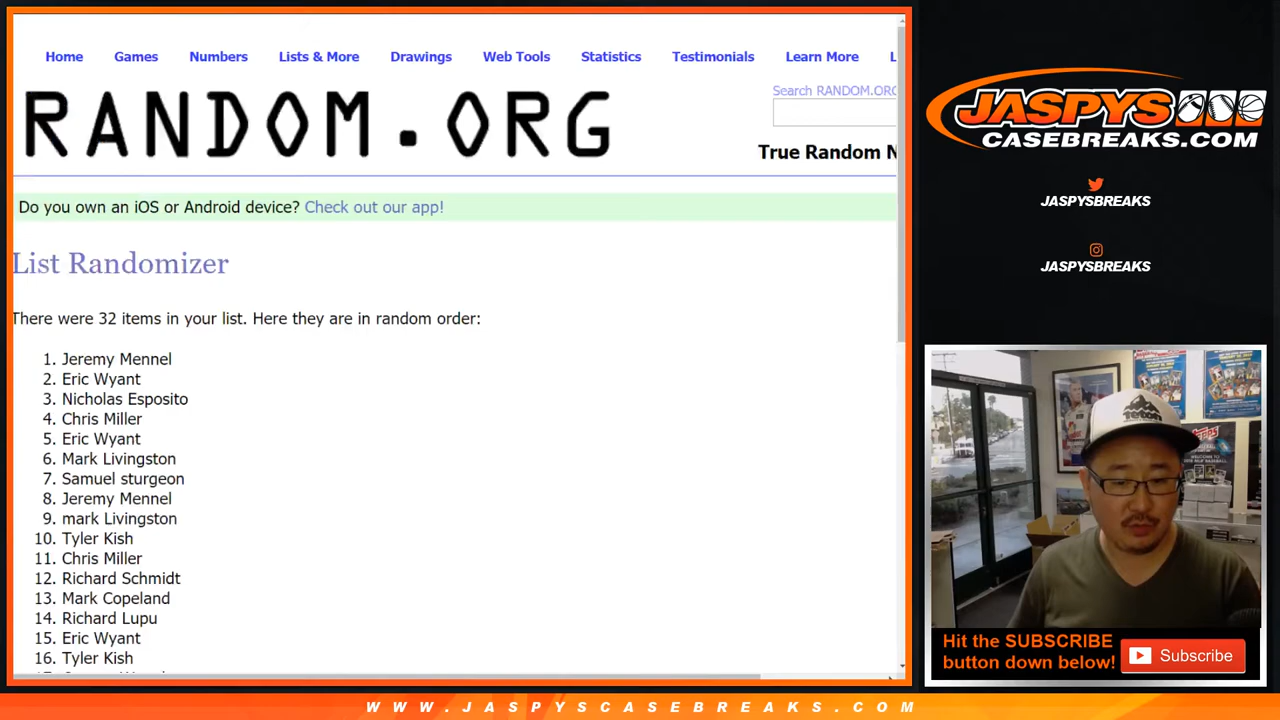 Home Games Numbers Lists & More Drawings Web Tools Statistics Testimonials Learn More L
RANDOM.ORG
Search RANDOM.ORG
True Random N
Do you own an iOS or Android device? Check out our app!
List Randomizer
There were 32 items in your list. Here they are in random order:
1. Jeremy Mennel
2. Eric Wyant
3. Nicholas Esposito
4. Chris Miller
5. Eric Wyant
6. Mark Livingston
7. Samuel sturgeon
8. Jeremy Mennel
9. mark Livingston
10. Tyler Kish
11. Chris Miller
12. Richard Schmidt
13. Mark Copeland
14. Richard Lupu
15. Eric Wyant
16. Tyler Kish
JASPYS
CASEBREAKS.COM
JASPYSBREAKS
JASPYSBREAKS
TETON
topps
Hit the SUBSCRIBE
button down below!
Subscribe
WWW.JASPYSCASEBREAKS.COM